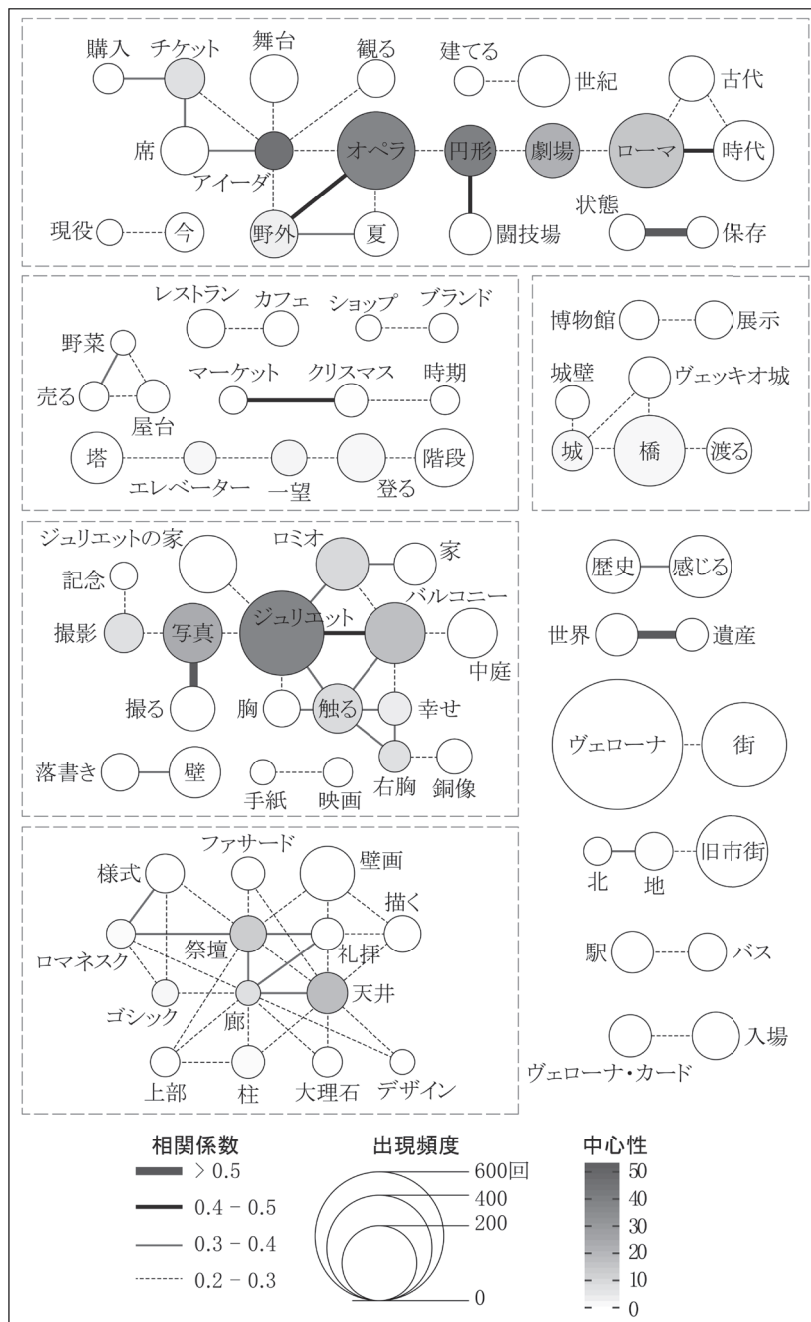 購入
チケット
舞台
観る
建てる
世紀
古代
席
アイーダ
オペラ
円形
劇場
ローマ
時代
現役
今
野外
夏
闘技場
状態
保存
レストラン
カフェ
ショップ
ブランド
野菜
売る
屋台
マーケット
クリスマス
時期
塔
エレベーター
一望
登る
階段
博物館
展示
城壁
ヴェッキオ城
城
橋
渡る
ジュリエットの家
ロミオ
家
記念
撮影
写真
ジュリエット
バルコニー
中庭
撮る
胸
触る
幸せ
落書き
壁
手紙
映画
右胸
銅像
歴史
感じる
世界
遺産
ヴェローナ
街
北
地
旧市街
駅
バス
ヴェローナ・カード
入場
ファサード
様式
壁画
描く
ロマネスク
祭壇
礼拝
ゴシック
廊
天井
上部
柱
大理石
デザイン
相関係数
> 0.5
0.4 - 0.5
0.3 - 0.4
0.2 - 0.3
出現頻度
600回
400
200
0
中心性
50
40
30
20
10
0